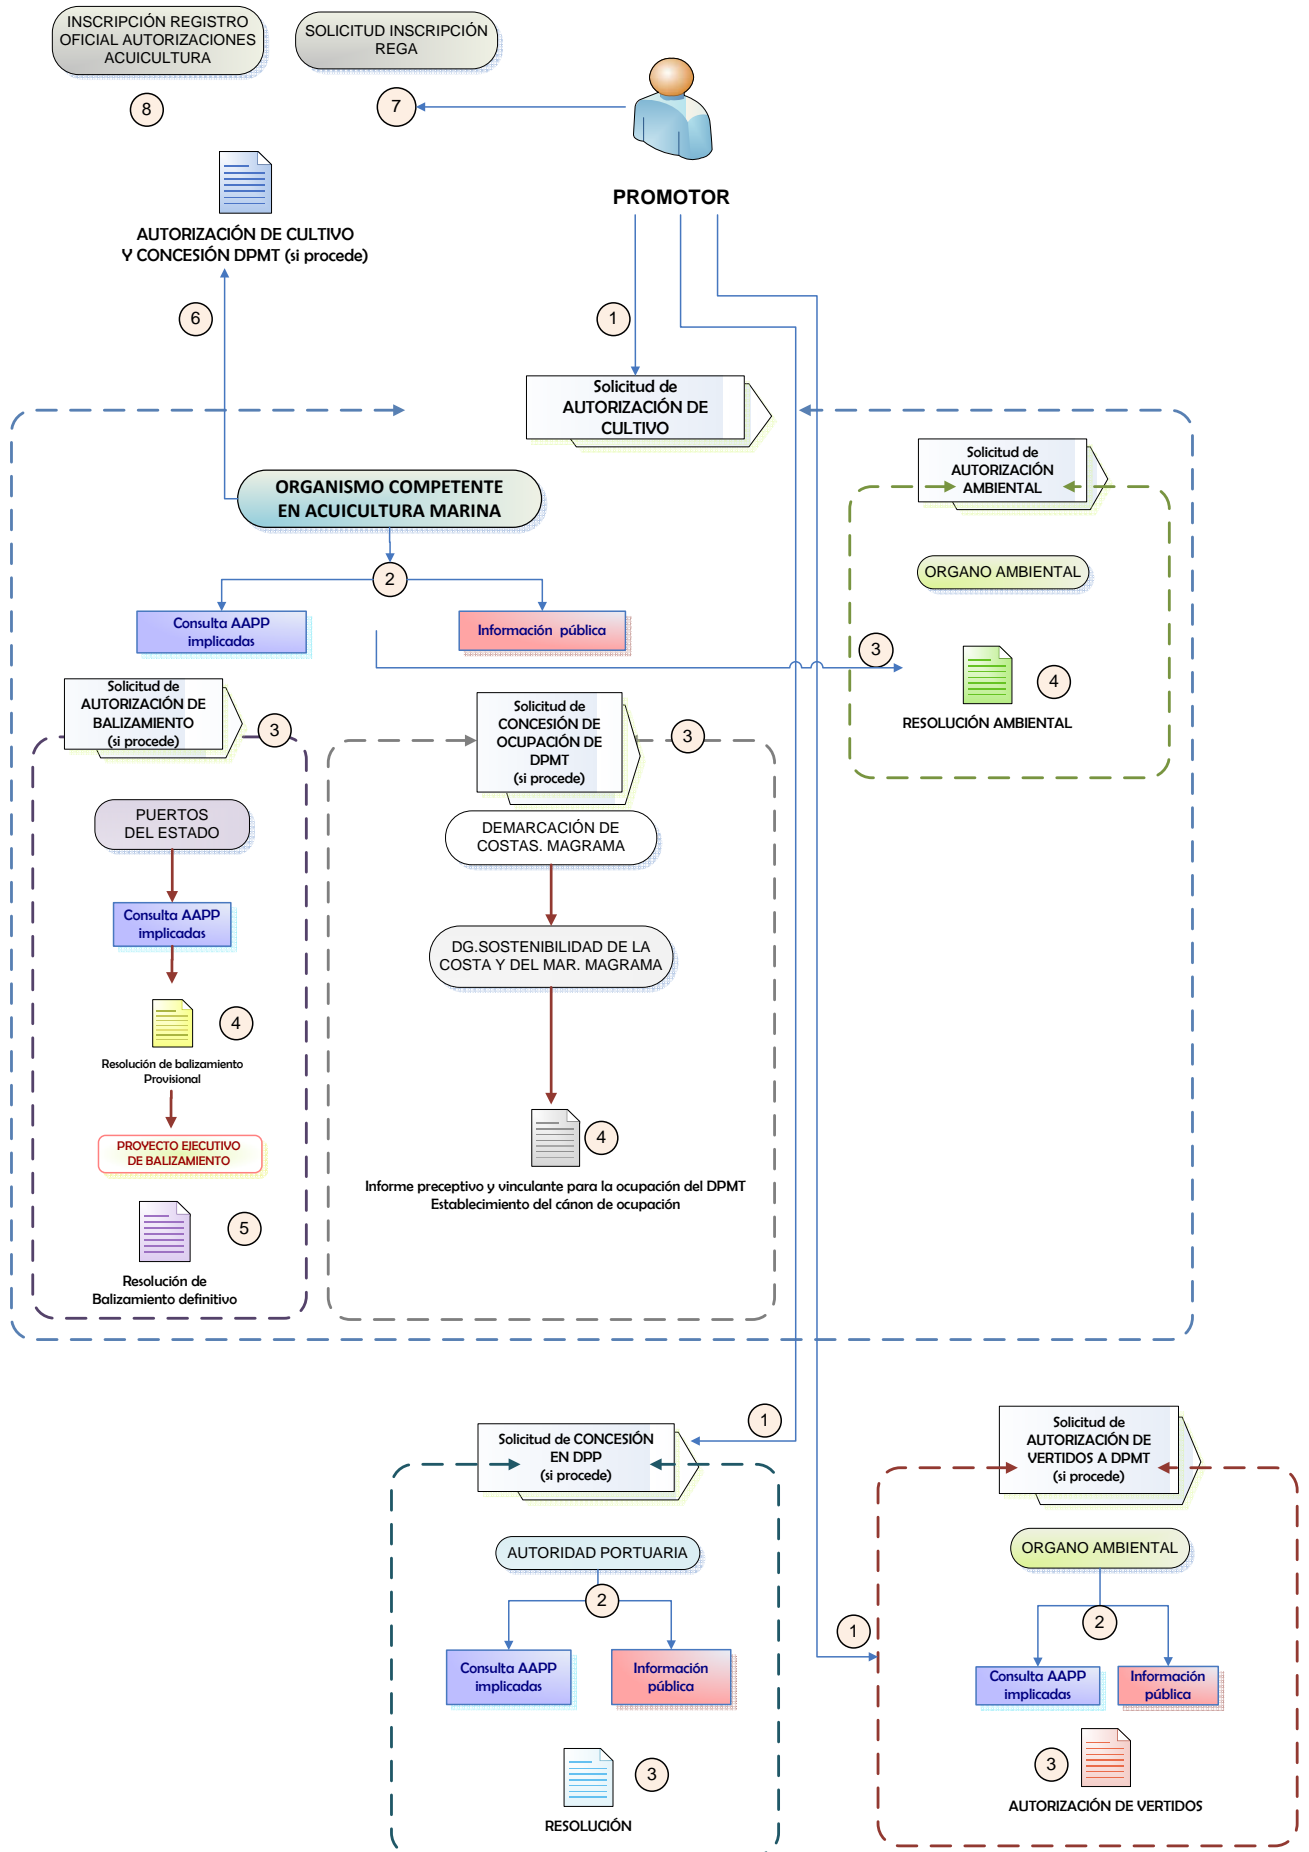 INSCRIPCIÓN REGISTRO
OFICIAL AUTORIZACIONES
ACUICULTURA
SOLICITUD INSCRIPCIÓN
REGA
8
7
PROMOTOR
AUTORIZACIÓN DE CULTIVO
Y CONCESIÓN DPMT (si procede)
6
1
Solicitud de
AUTORIZACIÓN DE
CULTIVO
Solicitud de
AUTORIZACIÓN
AMBIENTAL
ORGANISMO COMPETENTE
EN ACUICULTURA MARINA
2
ORGANO AMBIENTAL
Consulta AAPP
implicadas
Información pública
3
4
RESOLUCIÓN AMBIENTAL
Solicitud de
AUTORIZACIÓN DE
BALIZAMIENTO
(si procede)
3
Solicitud de
CONCESIÓN DE
OCUPACIÓN DE
DPMT
(si procede)
3
PUERTOS
DEL ESTADO
DEMARCACIÓN DE
COSTAS. MAGRAMA
Consulta AAPP
implicadas
DG.SOSTENIBILIDAD DE LA
COSTA Y DEL MAR. MAGRAMA
4
Resolución de balizamiento
Provisional
PROYECTO EJECUTIVO
DE BALIZAMIENTO
4
Informe preceptivo y vinculante para la ocupación del DPMT
Establecimiento del cánon de ocupación
5
Resolución de
Balizamiento definitivo
1
Solicitud de CONCESIÓN
EN DPP
(si procede)
Solicitud de
AUTORIZACIÓN DE
VERTIDOS A DPMT
(si procede)
AUTORIDAD PORTUARIA
ORGANO AMBIENTAL
2
1
2
Consulta AAPP
implicadas
Información
pública
Consulta AAPP
implicadas
Información
pública
3
RESOLUCIÓN
3
AUTORIZACIÓN DE VERTIDOS